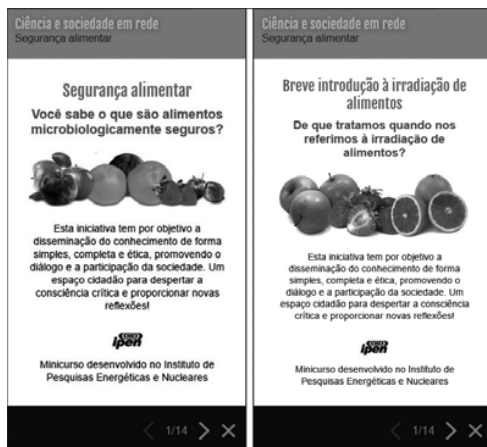 Ciência e sociedade em rede
Segurança alimentar
Segurança alimentar
Você sabe o que são alimentos
microbiologicamente seguros?
Esta iniciativa tem por objetivo a
disseminação do conhecimento de forma
simples, completa e ética, promovendo o
diálogo e a participação da sociedade. Um
espaço cidadão para despertar a
consciência crítica e proporcionar novas
reflexões!
ipen
Minicurso desenvolvido no Instituto de
Pesquisas Energéticas e Nucleares
1/14
Ciência e sociedade em rede
Segurança alimentar
Breve introdução à irradiação de
alimentos
De que tratamos quando nos
referimos à irradiação de
alimentos?
Esta iniciativa tem por objetivo a
disseminação do conhecimento de forma
simples, completa e ética, promovendo o
diálogo e a participação da sociedade. Um
espaço cidadão para despertar a consciência
crítica e proporcionar novas reflexões!
ipen
Minicurso desenvolvido no Instituto de
Pesquisas Energéticas e Nucleares
1/14